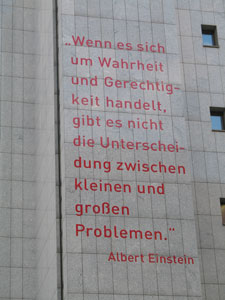 „Wenn es sich
um Wahrheit
und Gerechtig-
keit handelt,
gibt es nicht
die Unterschei-
dung zwischen
kleinen und
großen
Problemen.“
Albert Einstein